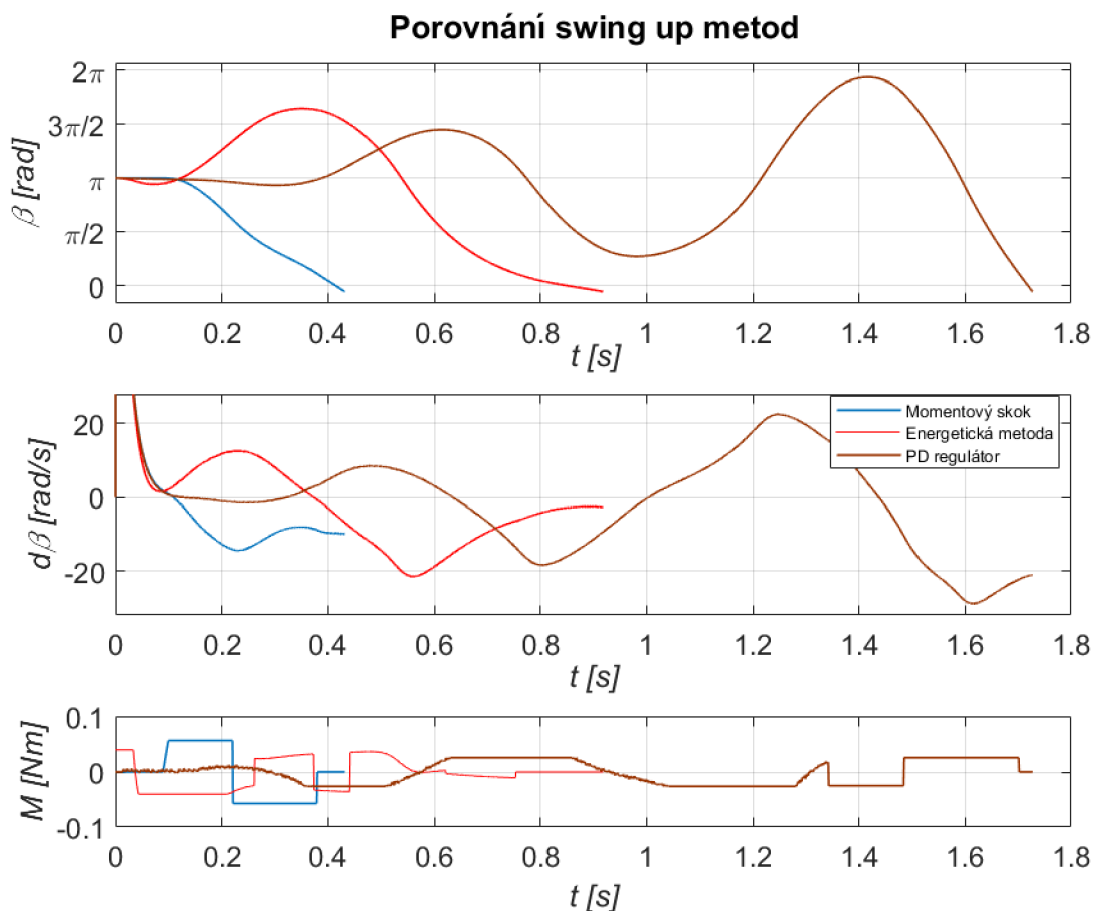 Porovnání swing up metod
2π
3π/2
π
π/2
0
β [rad]
0 0.2 0.4 0.6 0.8 1 1.2 1.4 1.6 1.8
t [s]
20
0
-20
dβ [rad/s]
Momentový skok
Energetická metoda
PD regulátor
0 0.2 0.4 0.6 0.8 1 1.2 1.4 1.6 1.8
t [s]
0.1
0
-0.1
M [Nm]
0 0.2 0.4 0.6 0.8 1 1.2 1.4 1.6 1.8
t [s]